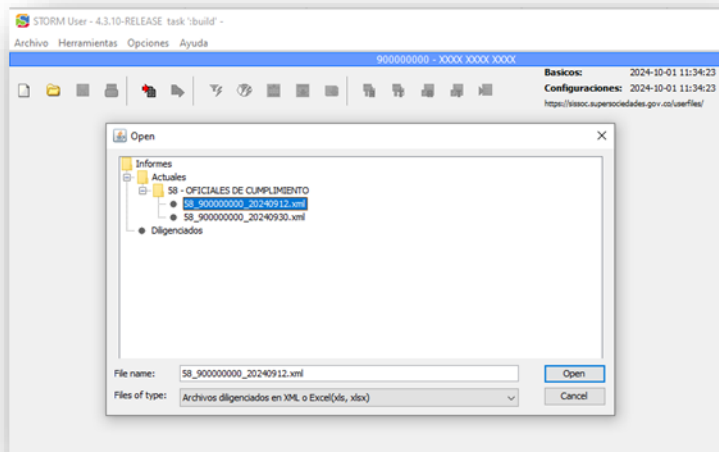 STORM User - 4.3.10-RELEASE task ':build' -
Archivo Herramientas Opciones Ayuda
900000000 - XXXX XXXX XXXX
Basicos: 2024-10-01 11:34:23
Configuraciones: 2024-10-01 11:34:23
https://sissoc.supersociedades.gov.co/userfiles/
Open
Informes
Actuales
58 - OFICIALES DE CUMPLIMIENTO
58_900000000_20240912.xml
58_900000000_20240930.xml
Diligenciados
File name: 58_900000000_20240912.xml Open
Files of type: Archivos diligenciados en XML o Excel(xls, xlsx) Cancel